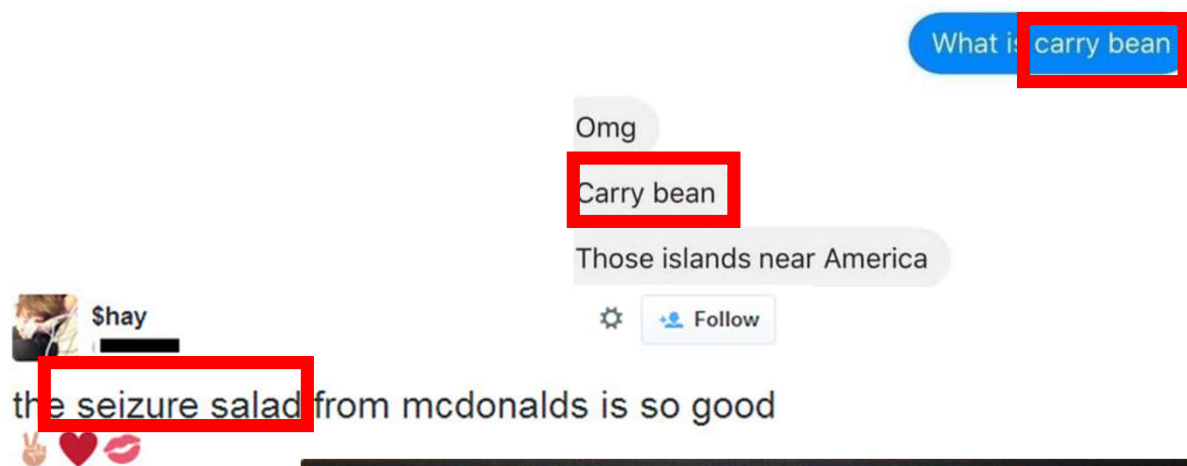 What is carry bean
Omg
Carry bean
Those islands near America
$hay
Follow
the seizure salad from mcdonalds is so good